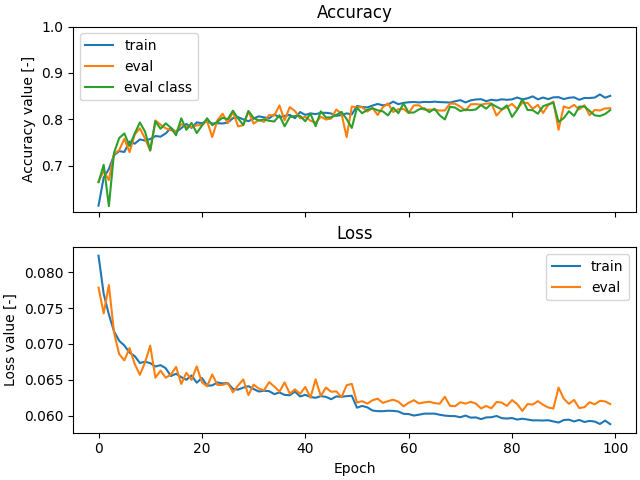 Accuracy
1.0
0.9
0.8
0.7
Accuracy value [-]
train
eval
eval class
Loss
0.080
0.075
0.070
0.065
0.060
Loss value [-]
train
eval
0 20 40 60 80 100
Epoch